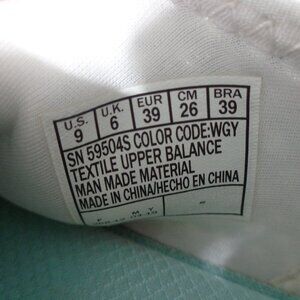 U.S. U.K. EUR CM BRA
9 6 39 26 39
SN 59504S COLOR CODE:WGY
TEXTILE UPPER BALANCE
MAN MADE MATERIAL
MADE IN CHINA/HECHO EN CHINA